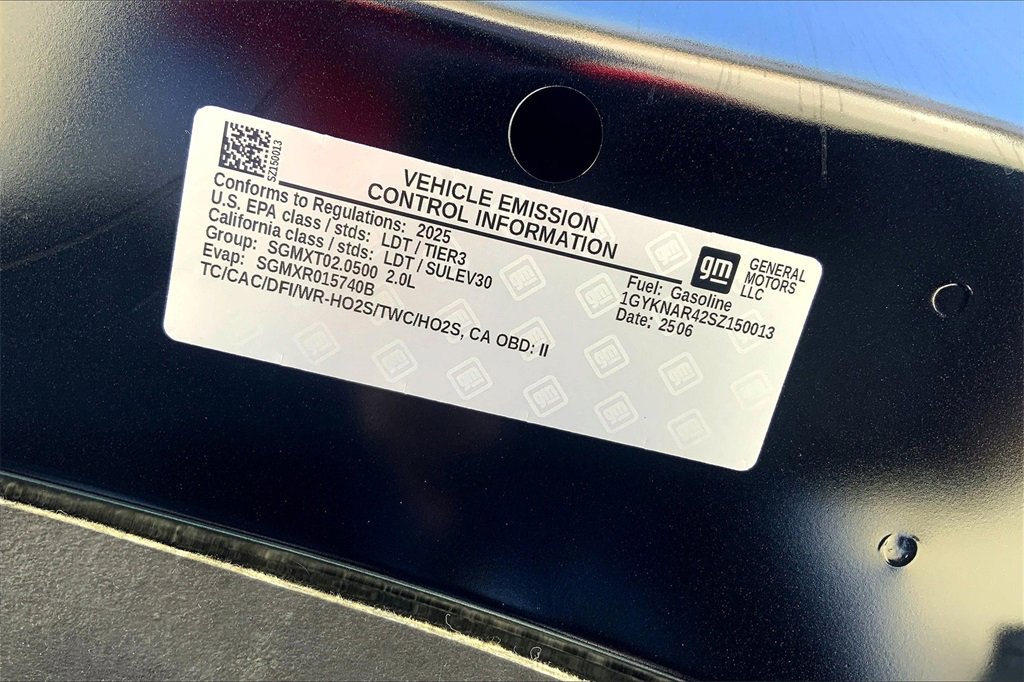 SZ150013
VEHICLE EMISSION
CONTROL INFORMATION
gm
GENERAL
MOTORS
LLC
Conforms to Regulations: 2025
U.S. EPA class / stds: LDT / TIER3
California class / stds: LDT / SULEV30
Group: SGMXT02.0500 2.0L
Evap: SGMXR015740B
TC/CAC/DFI/WR-HO2S/TWC/HO2S, CA OBD: II
Fuel: Gasoline
1GYKNAR42SZ150013
Date: 2506